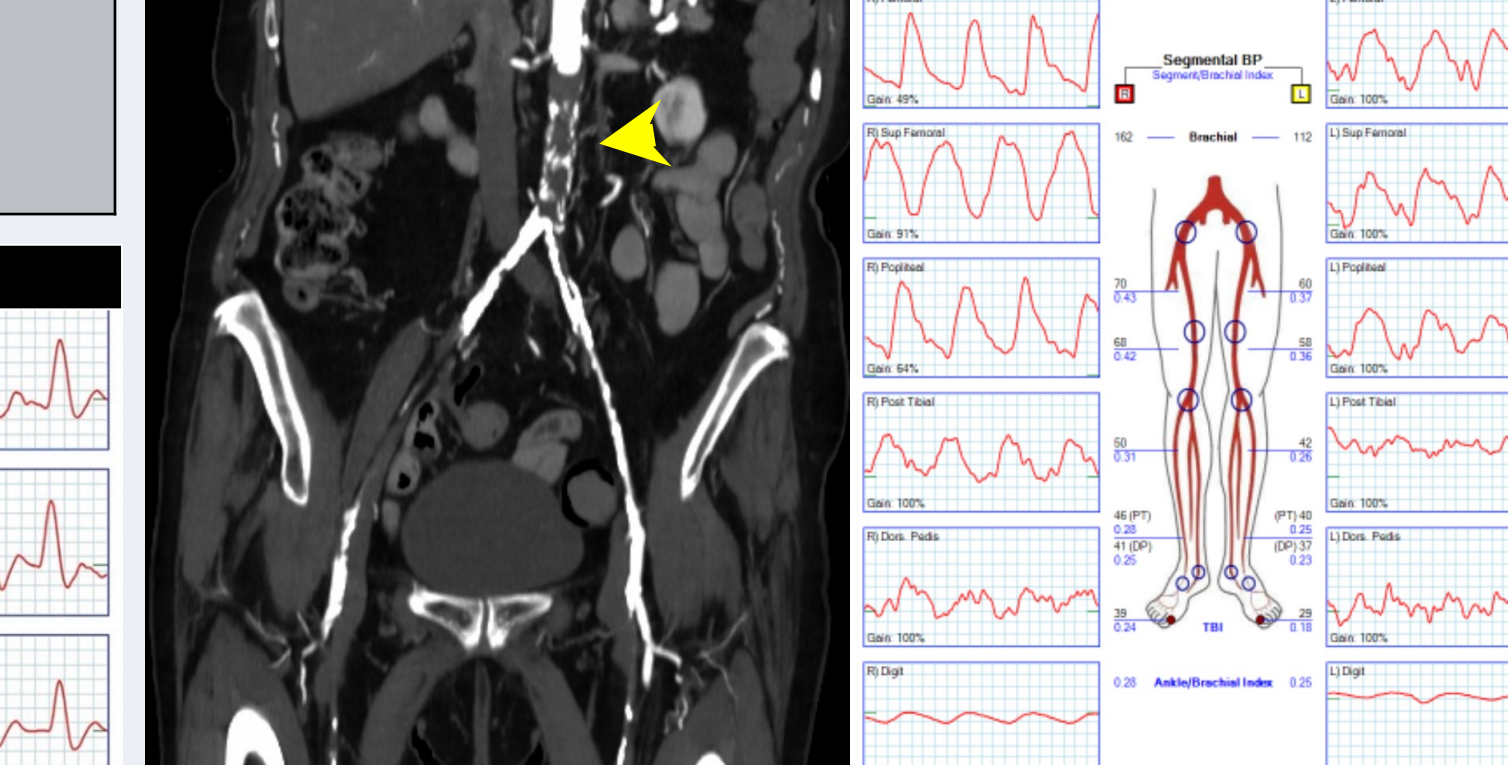 Gain: 49%
R) Sup Femoral
Gain: 91%
R) Popliteal
Gain: 64%
R) Post Tibial
Gain: 100%
R) Dors. Pedis
Gain: 100%
R) Digit
Segmental BP
Segment/Brachial Index
R
L
162
Brachial
112
70
0.43
60
0.37
68
0.42
58
0.36
50
0.31
42
0.26
46 (PT)
0.28
(PT) 40
0.25
41 (DP)
0.25
(DP) 37
0.23
39
0.24
TBI
29
0.18
0.28
Ankle/Brachial Index
0.25
Gain: 100%
L) Sup Femoral
Gain: 100%
L) Popliteal
Gain: 100%
L) Post Tibial
Gain: 100%
L) Dors. Pedis
Gain: 100%
L) Digit